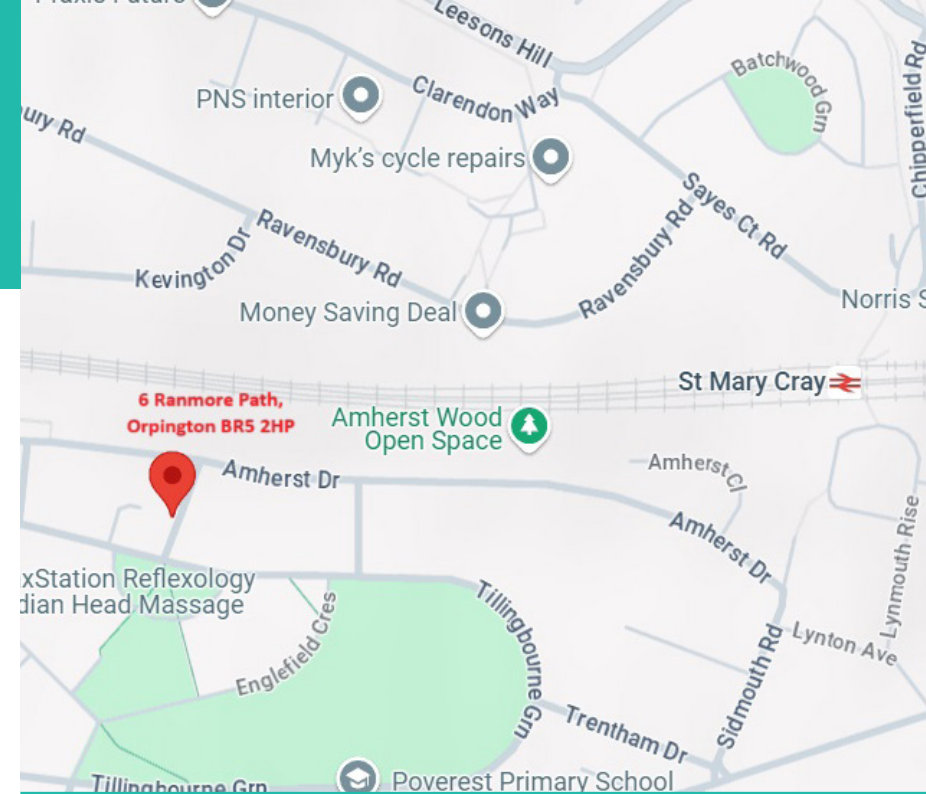 Leesons Hill
Batchwood Grn
Chipperfield Rd
PNS interior
Clarendon Way
ury Rd
Myk's cycle repairs
Sayes Ct Rd
Ravensbury Rd
Kevington Dr
Ravensbury Rd
Money Saving Deal
Norris S
St Mary Cray
6 Ranmore Path,
Orpington BR5 2HP
Amherst Wood
Open Space
Amherst Dr
Amherst Cl
Amherst Dr
Lynmouth Rise
xStation Reflexology
dian Head Massage
Tillingbourne Grn
Englefield Cres
Lynton Ave
Sidmouth Rd
Trentham Dr
Tillingbourne Grn
Poverest Primary School